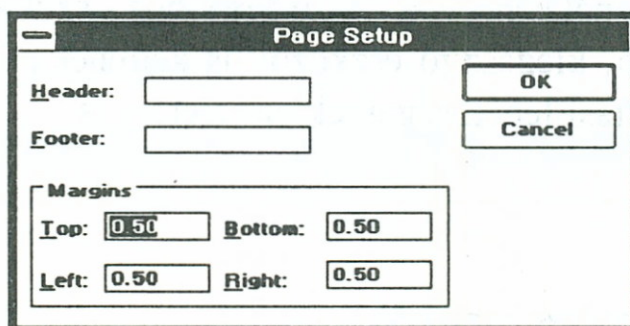 Page Setup
Header:
OK
Footer:
Cancel
Margins
Top: 0.50 Bottom: 0.50
Left: 0.50 Right: 0.50